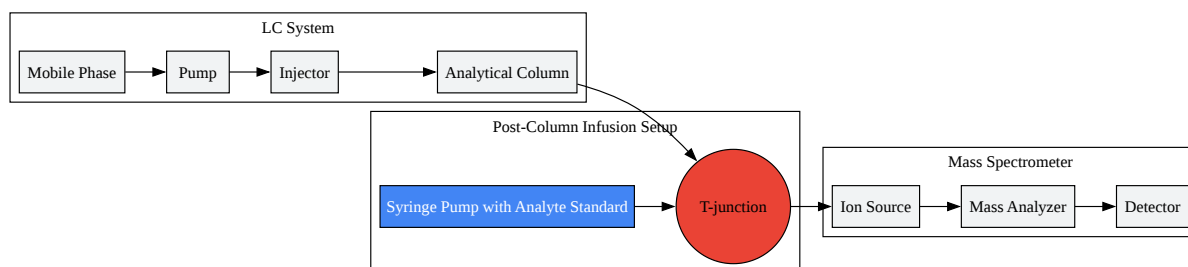 LC System
Mobile Phase
Pump
Injector
Analytical Column
Post-Column Infusion Setup
Syringe Pump with Analyte Standard
T-junction
Mass Spectrometer
Ion Source
Mass Analyzer
Detector